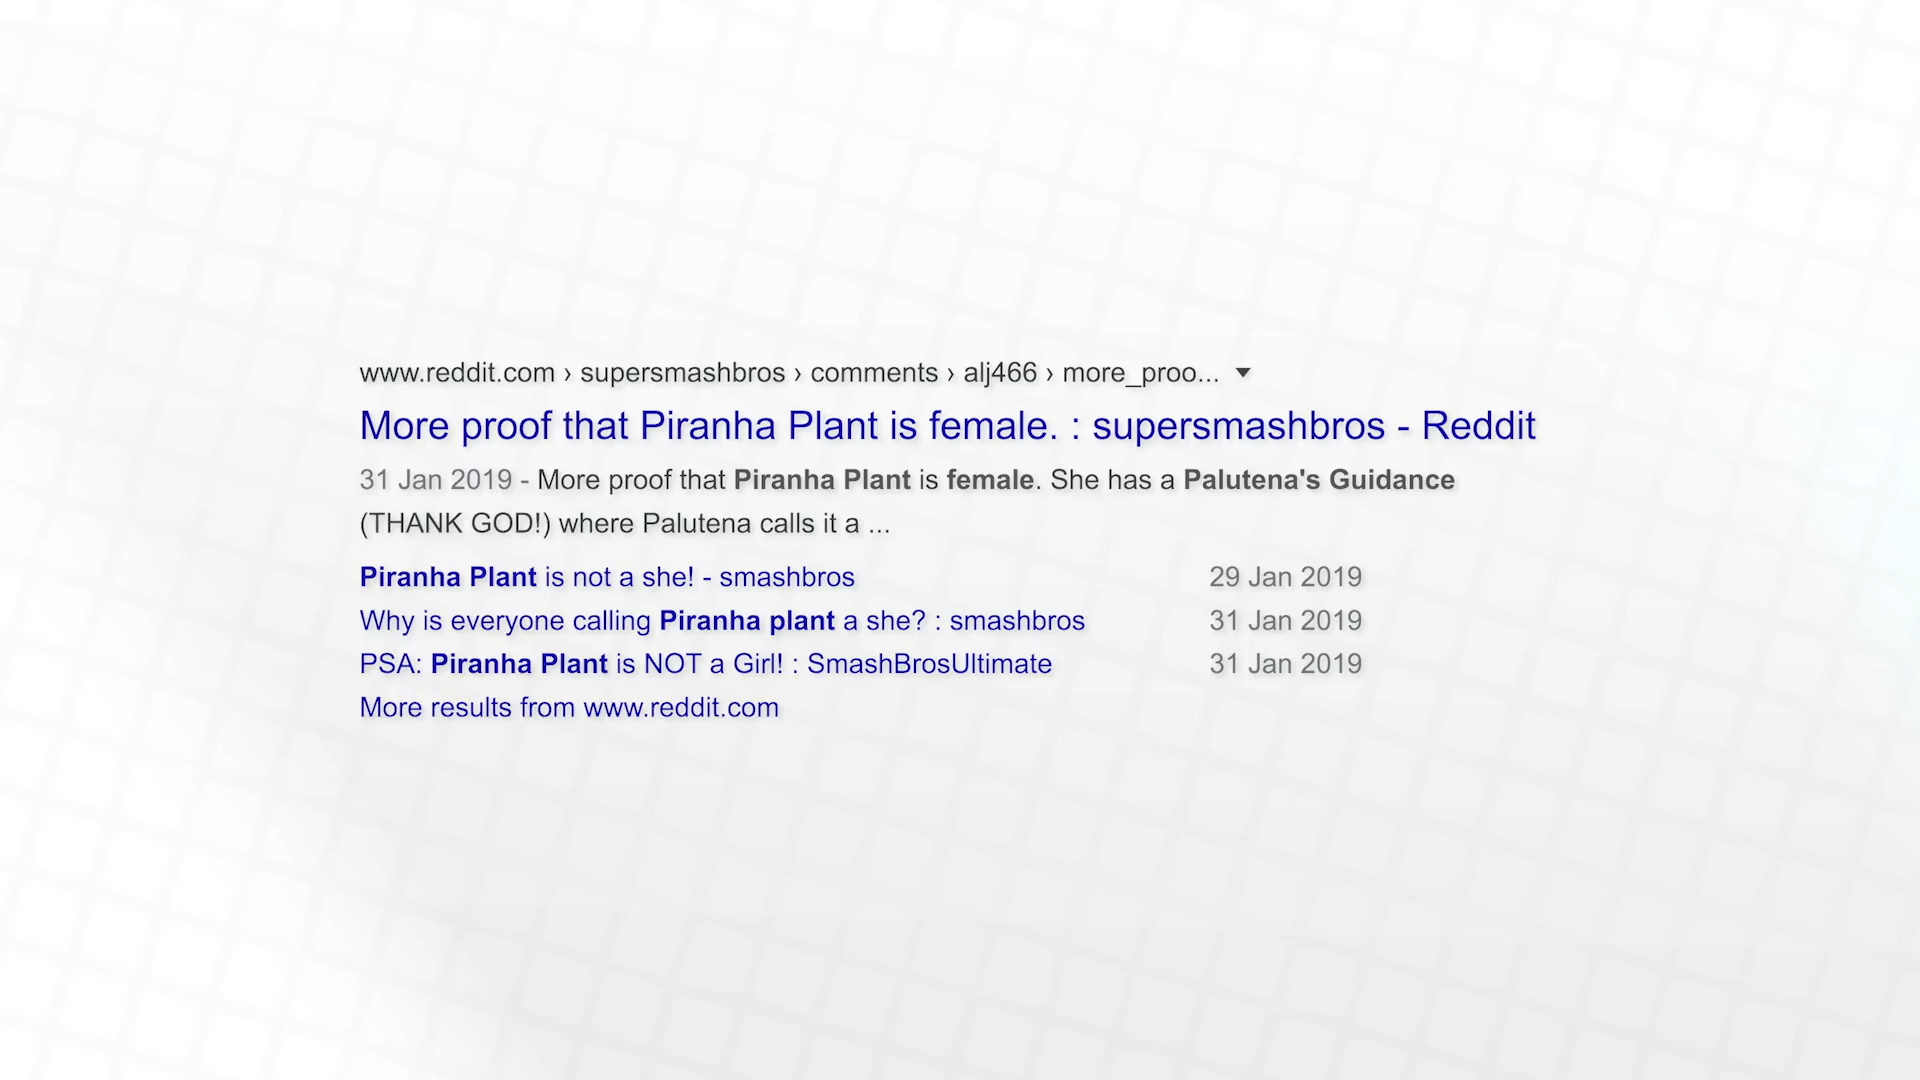 www.reddit.com › supersmashbros › comments › alj466 › more_proo...
More proof that Piranha Plant is female. : supersmashbros - Reddit
31 Jan 2019 - More proof that Piranha Plant is female. She has a Palutena's Guidance
(THANK GOD!) where Palutena calls it a ...
Piranha Plant is not a she! - smashbros 29 Jan 2019
Why is everyone calling Piranha plant a she? : smashbros 31 Jan 2019
PSA: Piranha Plant is NOT a Girl! : SmashBrosUltimate 31 Jan 2019
More results from www.reddit.com